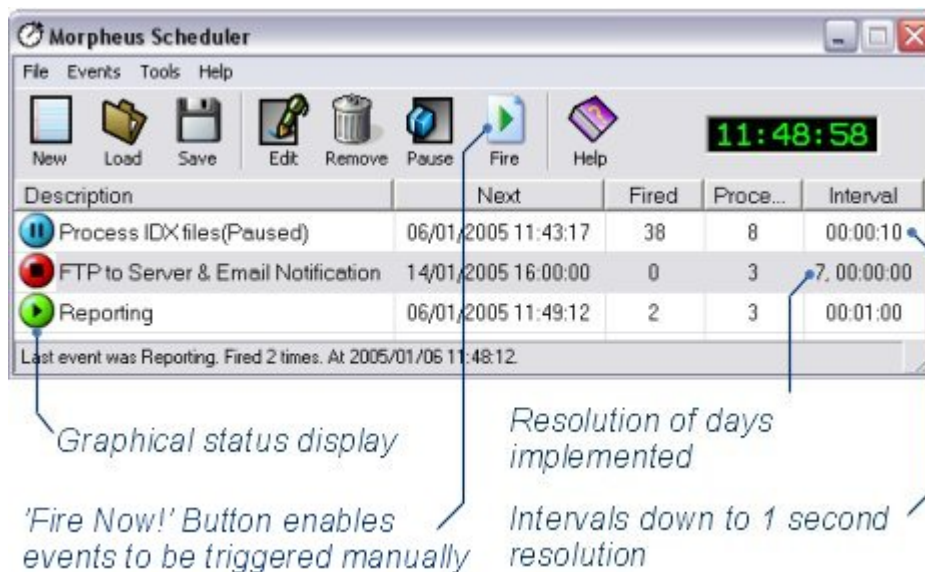 Morpheus Scheduler
File Events Tools Help
New Load Save Edit Remove Pause Fire Help
11:48:58
Description Next Fired Proce... Interval
Process IDX files(Paused) 06/01/2005 11:43:17 38 8 00:00:10
FTP to Server & Email Notification 14/01/2005 16:00:00 0 3 7, 00:00:00
Reporting 06/01/2005 11:49:12 2 3 00:01:00
Last event was Reporting. Fired 2 times. At 2005/01/06 11:48:12.
Graphical status display
Resolution of days
implemented
'Fire Now!' Button enables
events to be triggered manually
Intervals down to 1 second
resolution